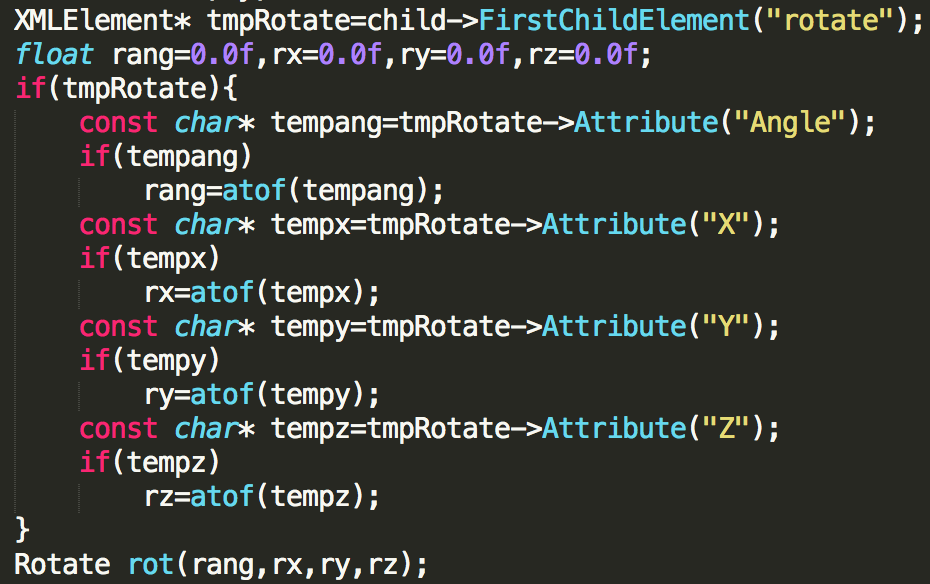 XMLElement* tmpRotate=child->FirstChildElement("rotate");
float rang=0.0f,rx=0.0f,ry=0.0f,rz=0.0f;
if(tmpRotate){
    const char* tempang=tmpRotate->Attribute("Angle");
    if(tempang)
        rang=atof(tempang);
    const char* tempx=tmpRotate->Attribute("X");
    if(tempx)
        rx=atof(tempx);
    const char* tempy=tmpRotate->Attribute("Y");
    if(tempy)
        ry=atof(tempy);
    const char* tempz=tmpRotate->Attribute("Z");
    if(tempz)
        rz=atof(tempz);
}
Rotate rot(rang,rx,ry,rz);